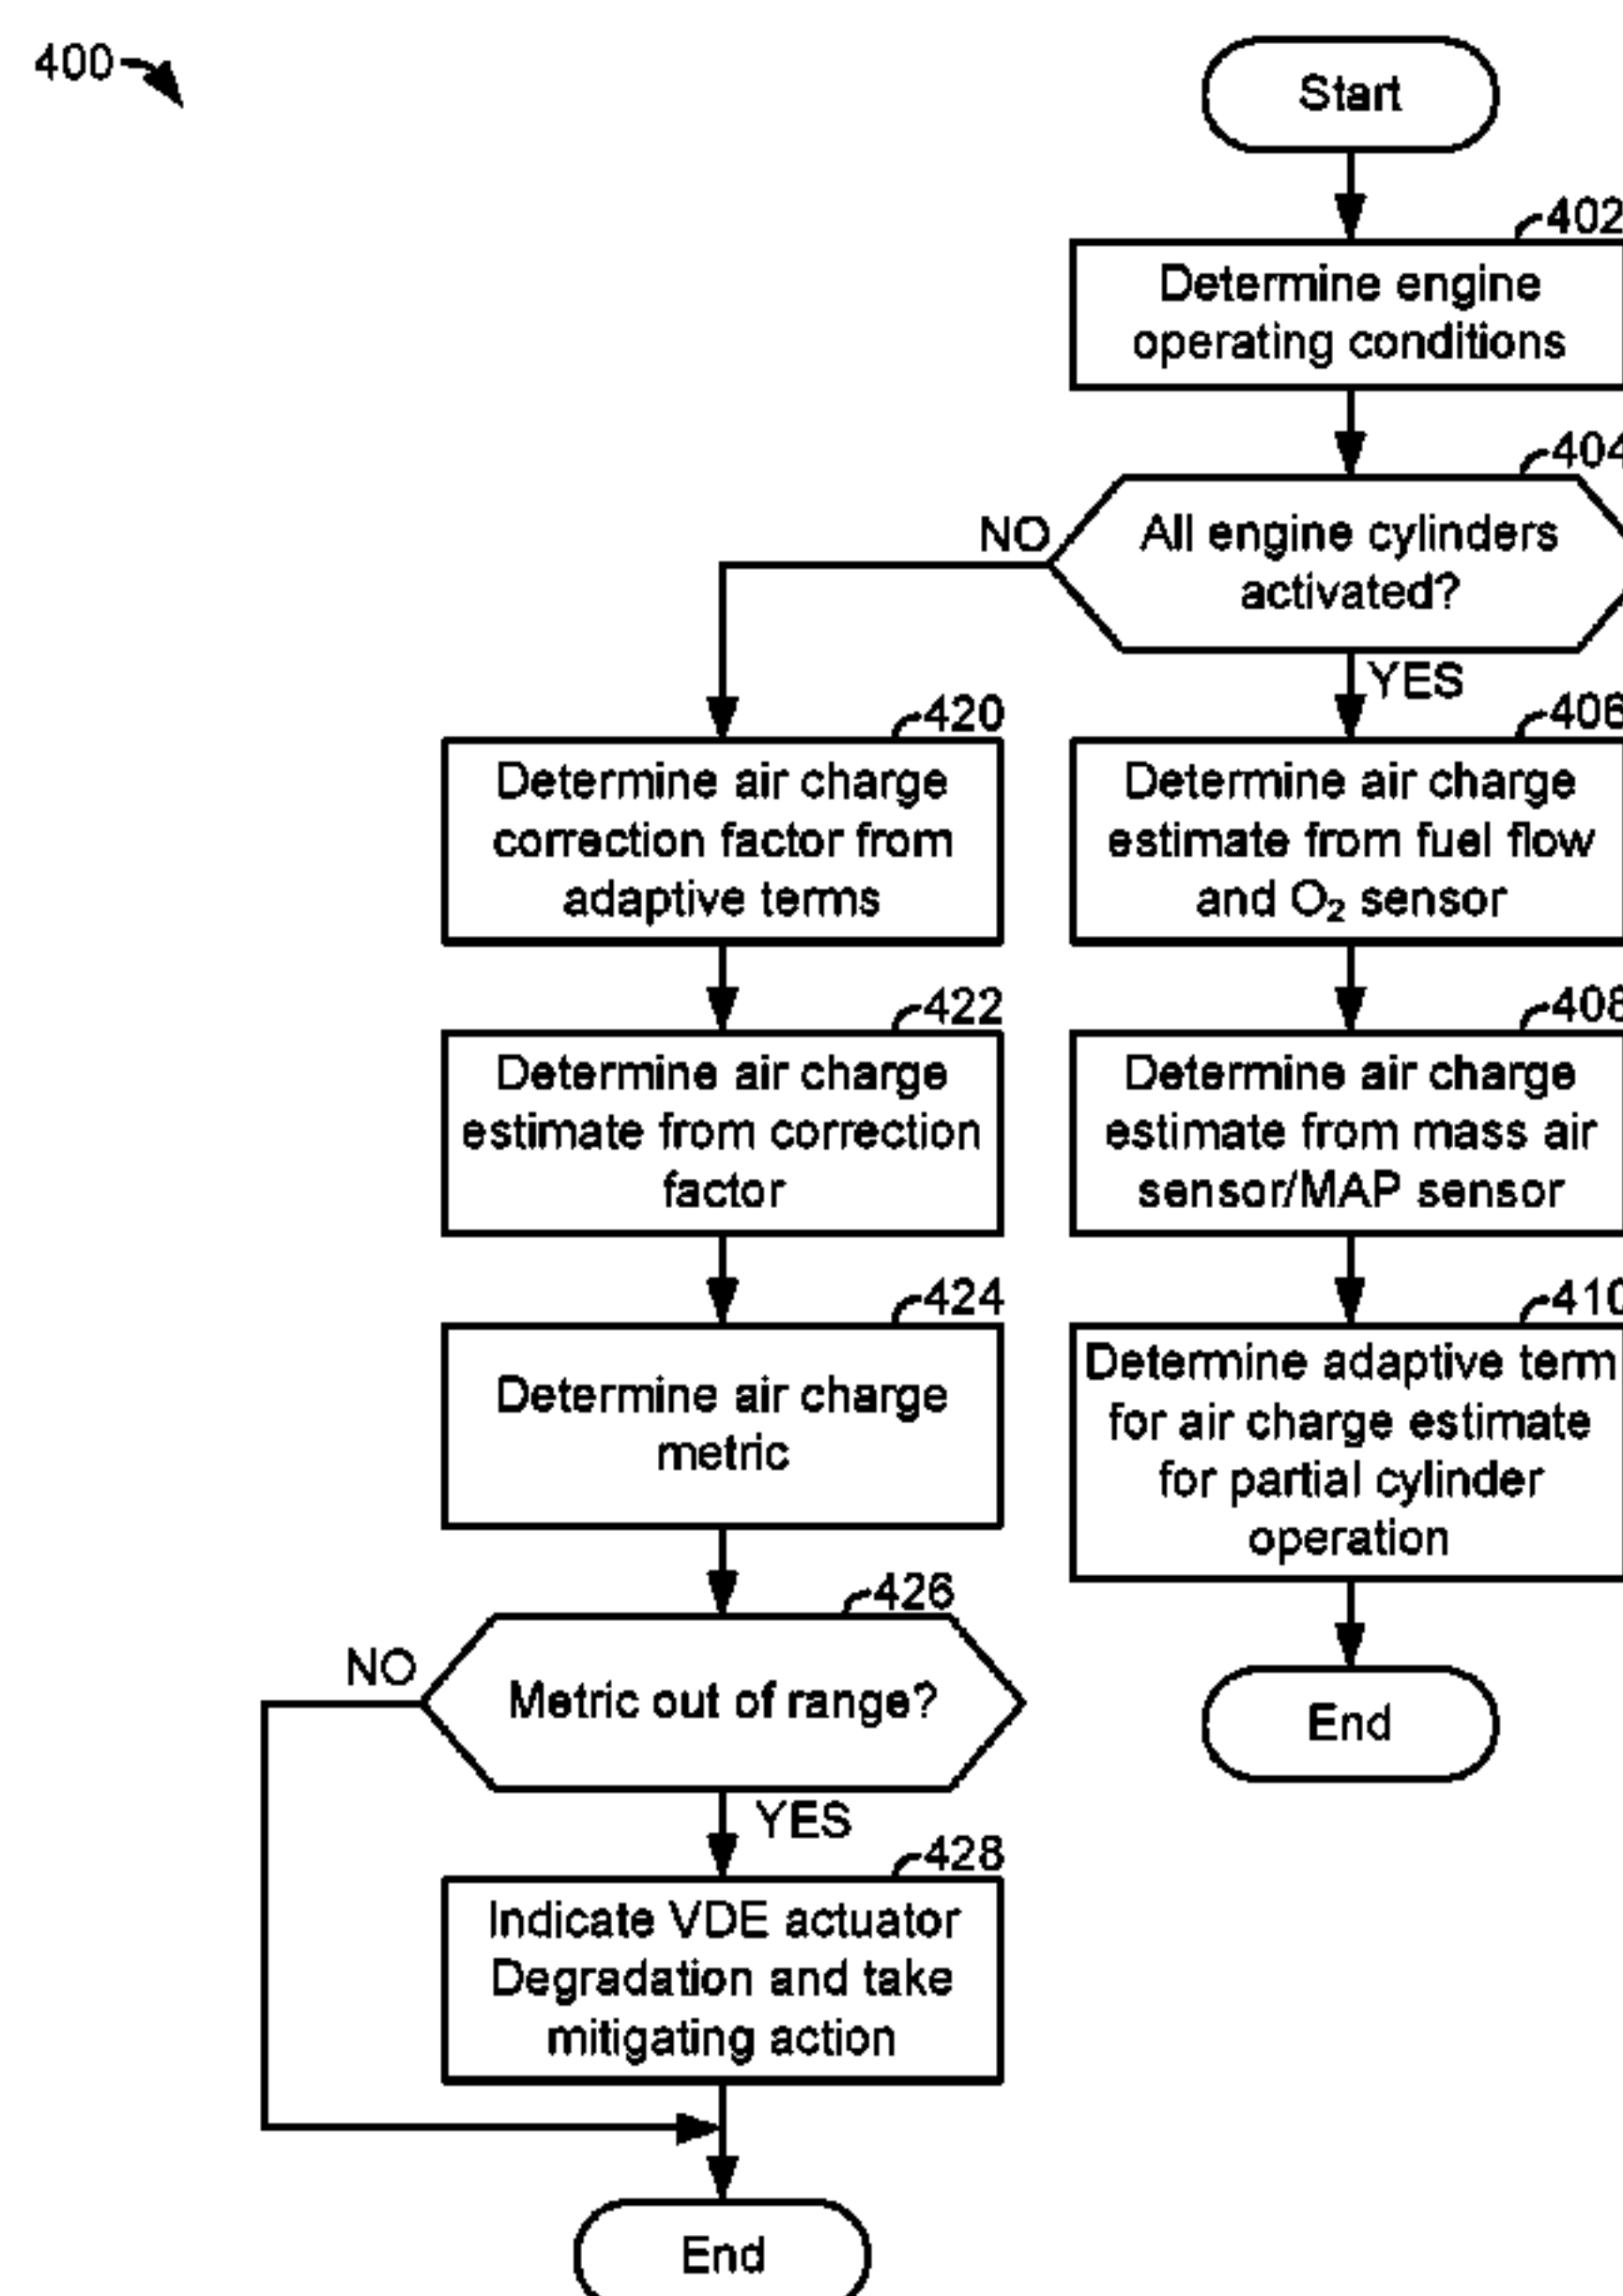 400
Start
402
Determine engine
operating conditions
404
All engine cylinders
activated?
NO
YES
420
Determine air charge
correction factor from
adaptive terms
406
Determine air charge
estimate from fuel flow
and O₂ sensor
422
Determine air charge
estimate from correction
factor
408
Determine air charge
estimate from mass air
sensor/MAP sensor
424
Determine air charge
metric
410
Determine adaptive term
for air charge estimate
for partial cylinder
operation
426
Metric out of range?
NO
YES
End
428
Indicate VDE actuator
Degradation and take
mitigating action
End